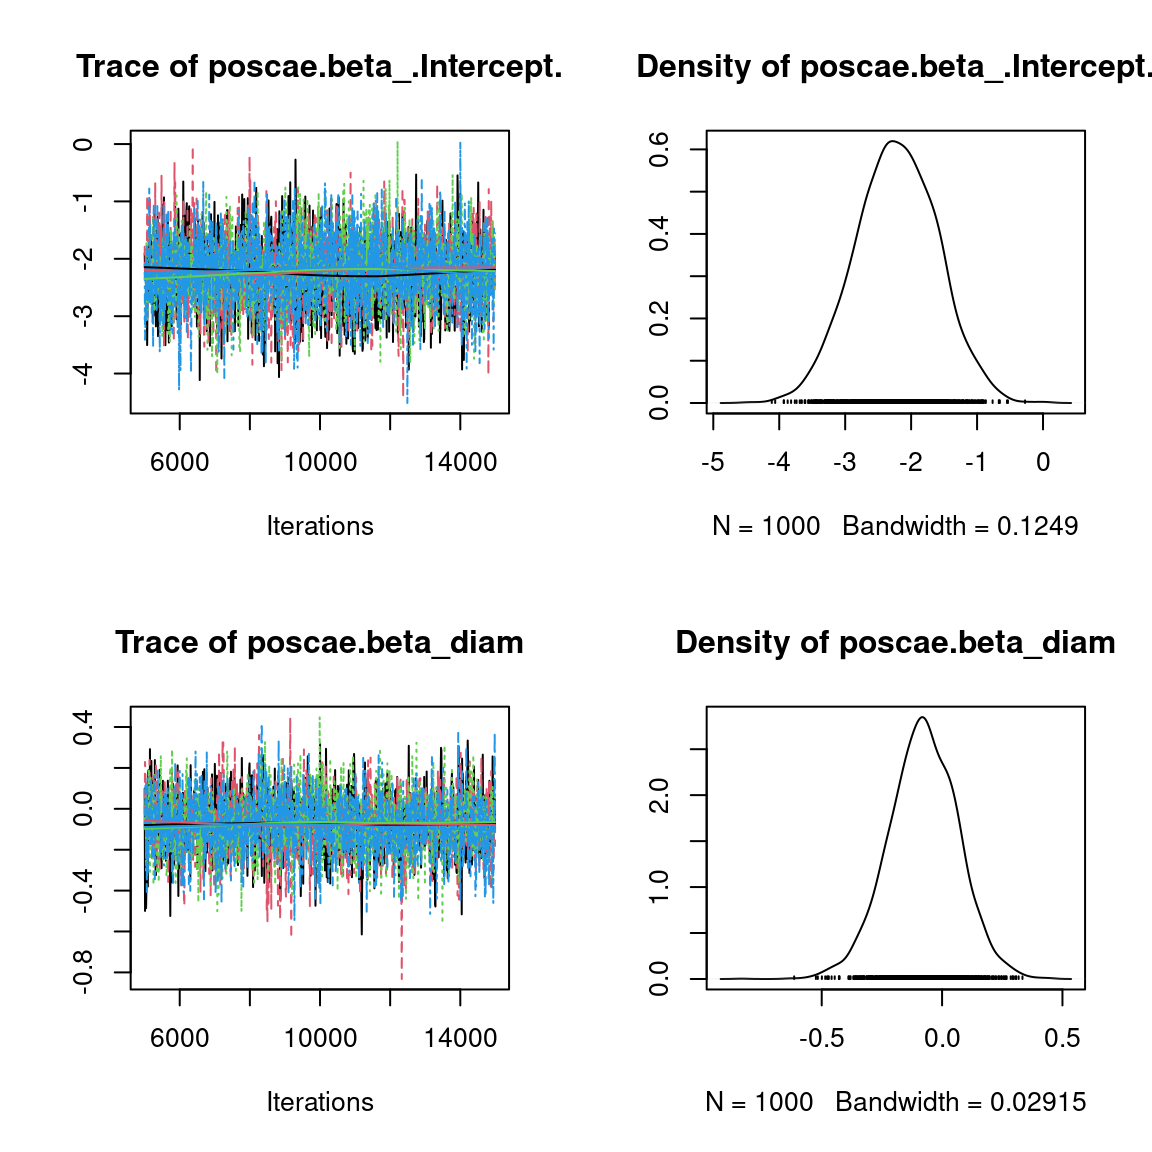 Trace of poscae.beta_.Intercept.
0
-1
-2
-3
-4
6000 10000 14000
Iterations
Density of poscae.beta_.Intercept.
0.6
0.4
0.2
0.0
-5 -4 -3 -2 -1 0
N = 1000 Bandwidth = 0.1249
Trace of poscae.beta_diam
0.4
0.0
-0.4
-0.8
6000 10000 14000
Iterations
Density of poscae.beta_diam
2.0
1.0
0.0
-0.5 0.0 0.5
N = 1000 Bandwidth = 0.02915